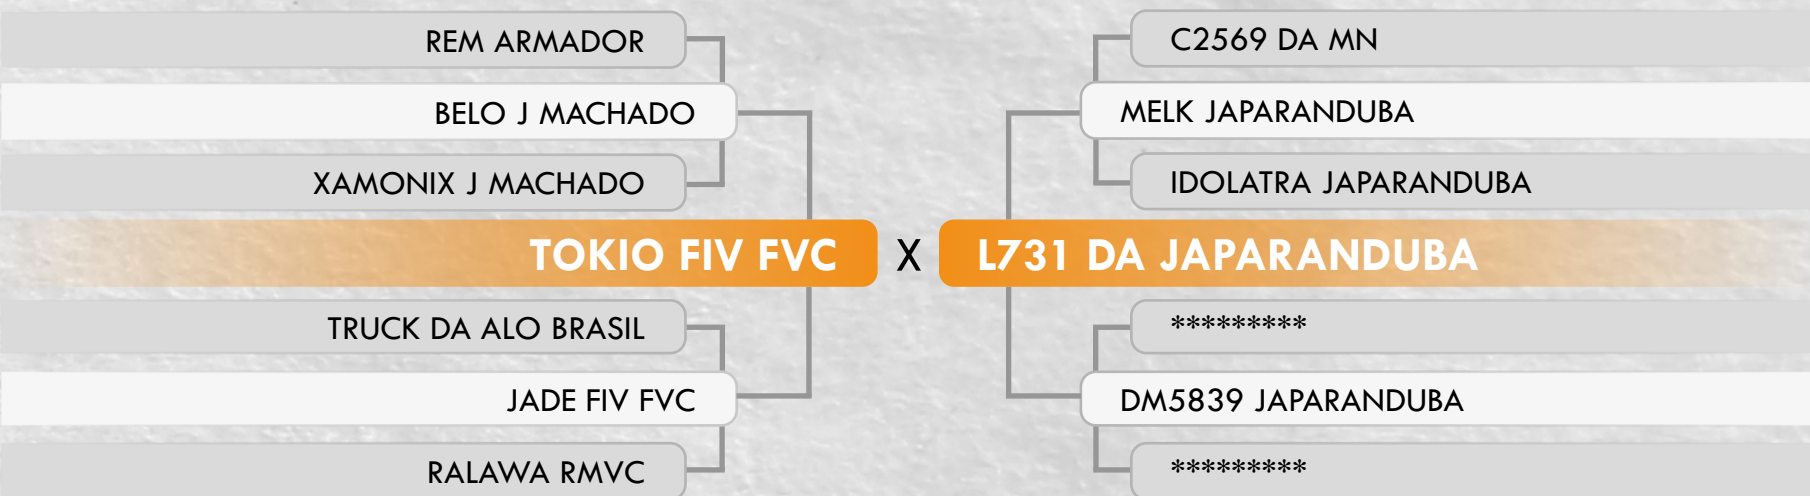 REM ARMADOR
BELO J MACHADO
XAMONIX J MACHADO
TOKIO FIV FVC
TRUCK DA ALO BRASIL
JADE FIV FVC
RALAWA RMVC
X
C2569 DA MN
MELK JAPARANDUBA
IDOLATRA JAPARANDUBA
L731 DA JAPARANDUBA
*********
DM5839 JAPARANDUBA
*********